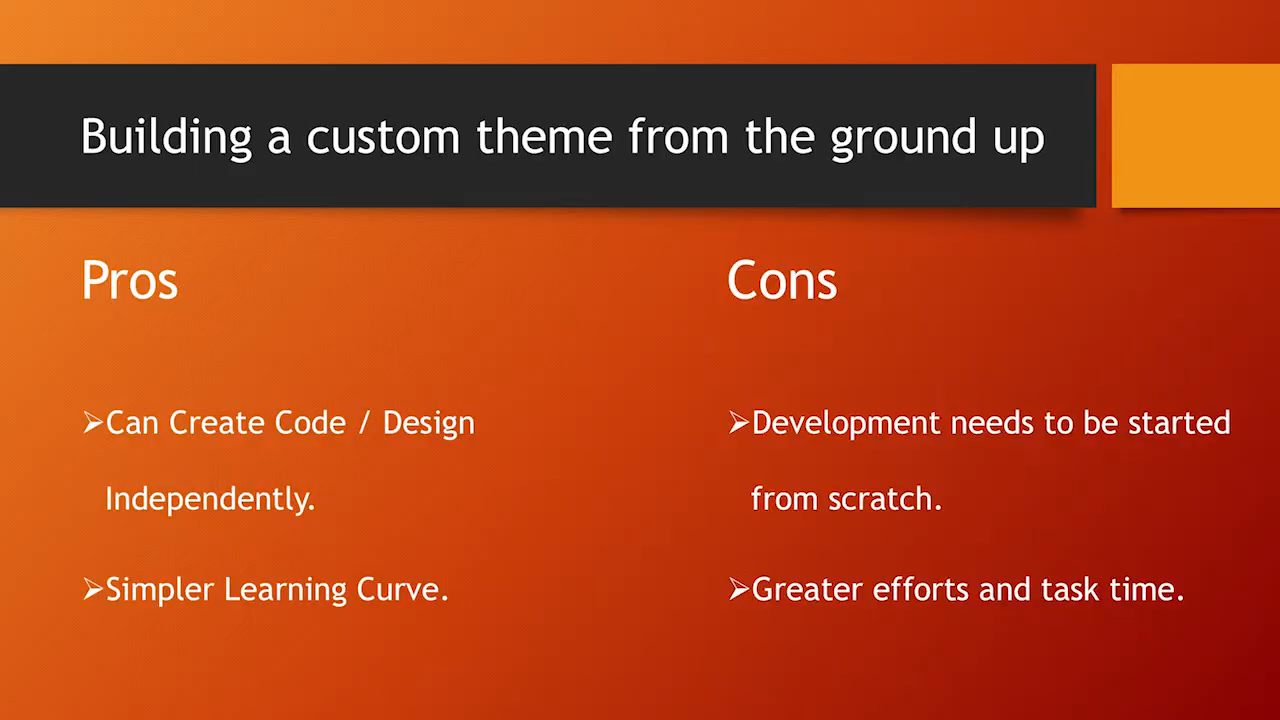 Building a custom theme from the ground up
Pros
➢Can Create Code / Design
Independently.
➢Simpler Learning Curve.
Cons
➢Development needs to be started
from scratch.
➢Greater efforts and task time.